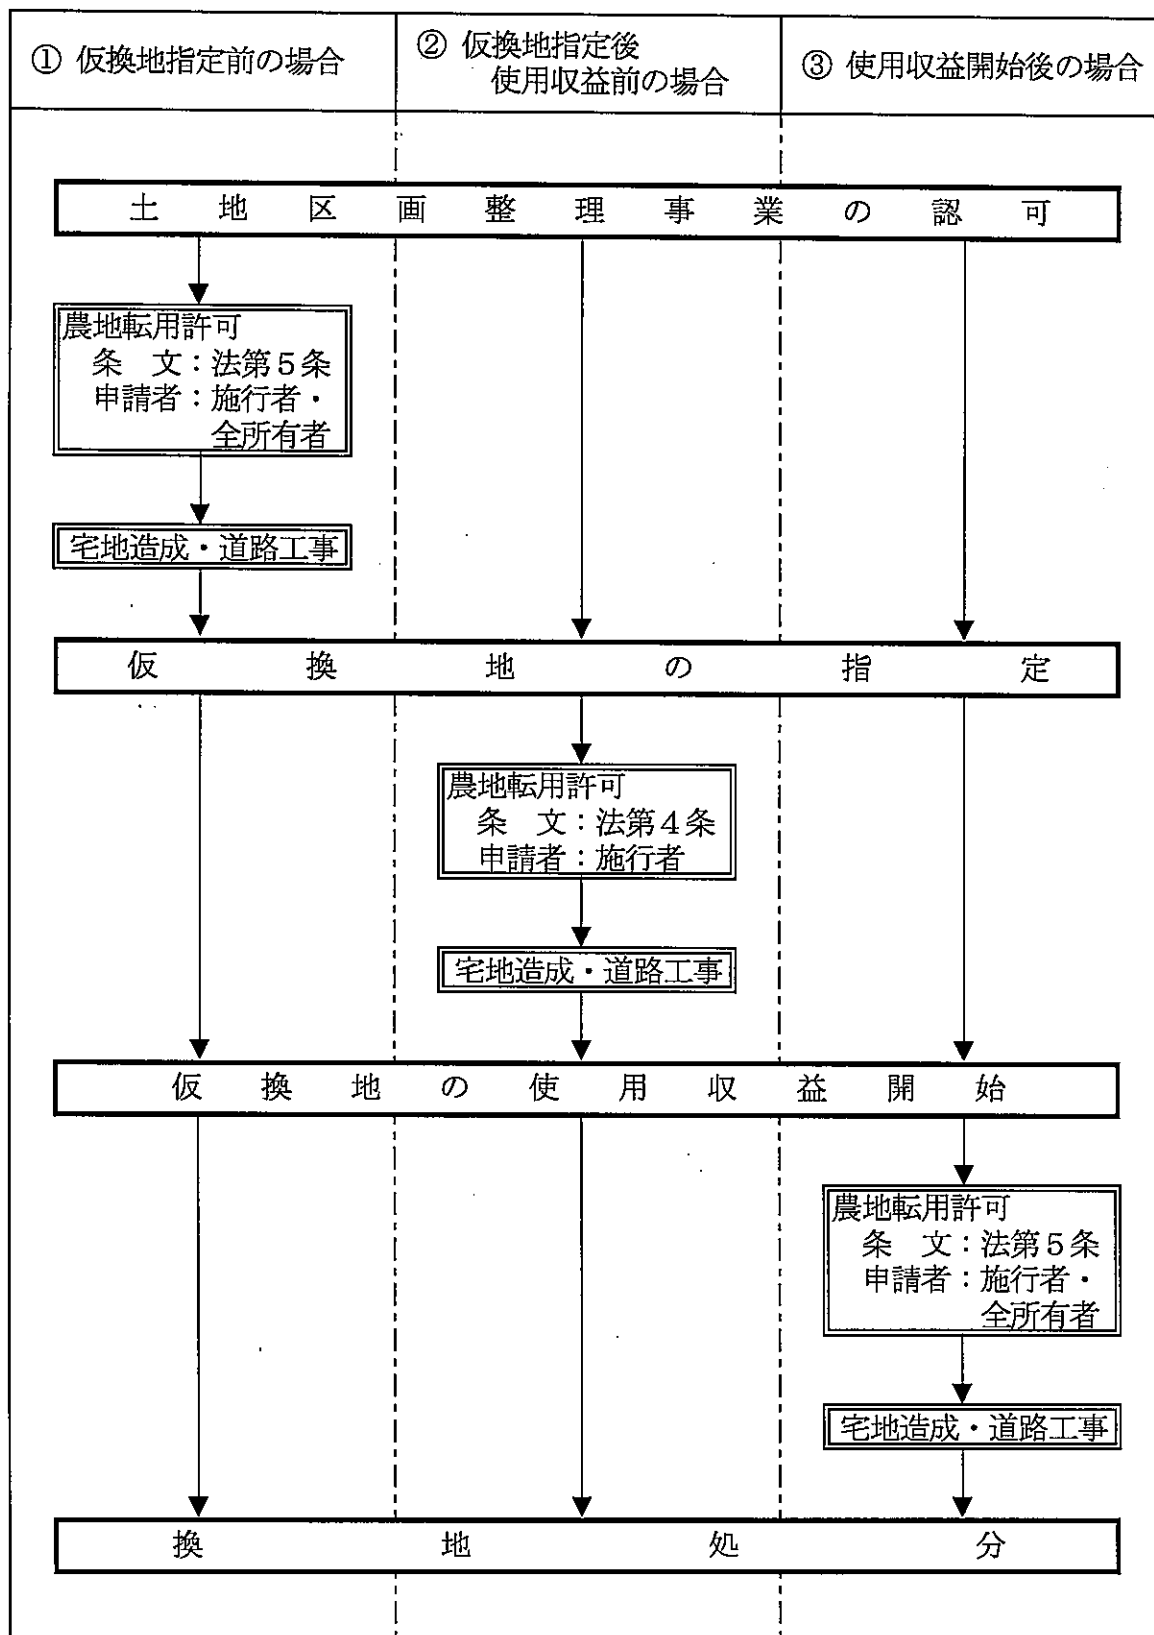 ① 仮換地指定前の場合
② 仮換地指定後
使用収益前の場合
③ 使用収益開始後の場合
土地区画整理事業の認可
農地転用許可
条 文：法第５条
申請者：施行者・
全所有者
宅地造成・道路工事
仮換地の指定
農地転用許可
条 文：法第４条
申請者：施行者
宅地造成・道路工事
仮換地の使用収益開始
農地転用許可
条 文：法第５条
申請者：施行者・
全所有者
宅地造成・道路工事
換地処分